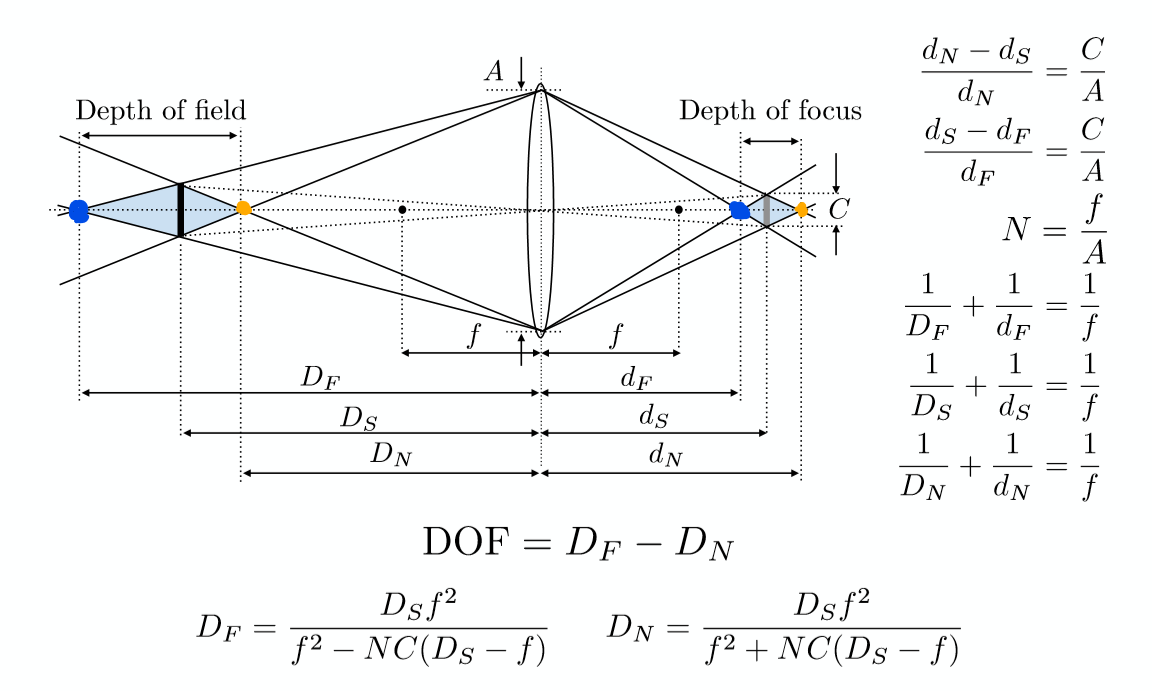 A
Depth of field
Depth of focus
C
f f
D_F d_F
D_S d_S
D_N d_N
\frac{d_N - d_S}{d_N} = \frac{C}{A}
\frac{d_S - d_F}{d_F} = \frac{C}{A}
N = \frac{f}{A}
\frac{1}{D_F} + \frac{1}{d_F} = \frac{1}{f}
\frac{1}{D_S} + \frac{1}{d_S} = \frac{1}{f}
\frac{1}{D_N} + \frac{1}{d_N} = \frac{1}{f}
DOF = D_F − D_N
D_F = \frac{D_S f^2}{f^2 - NC(D_S - f)} D_N = \frac{D_S f^2}{f^2 + NC(D_S - f)}